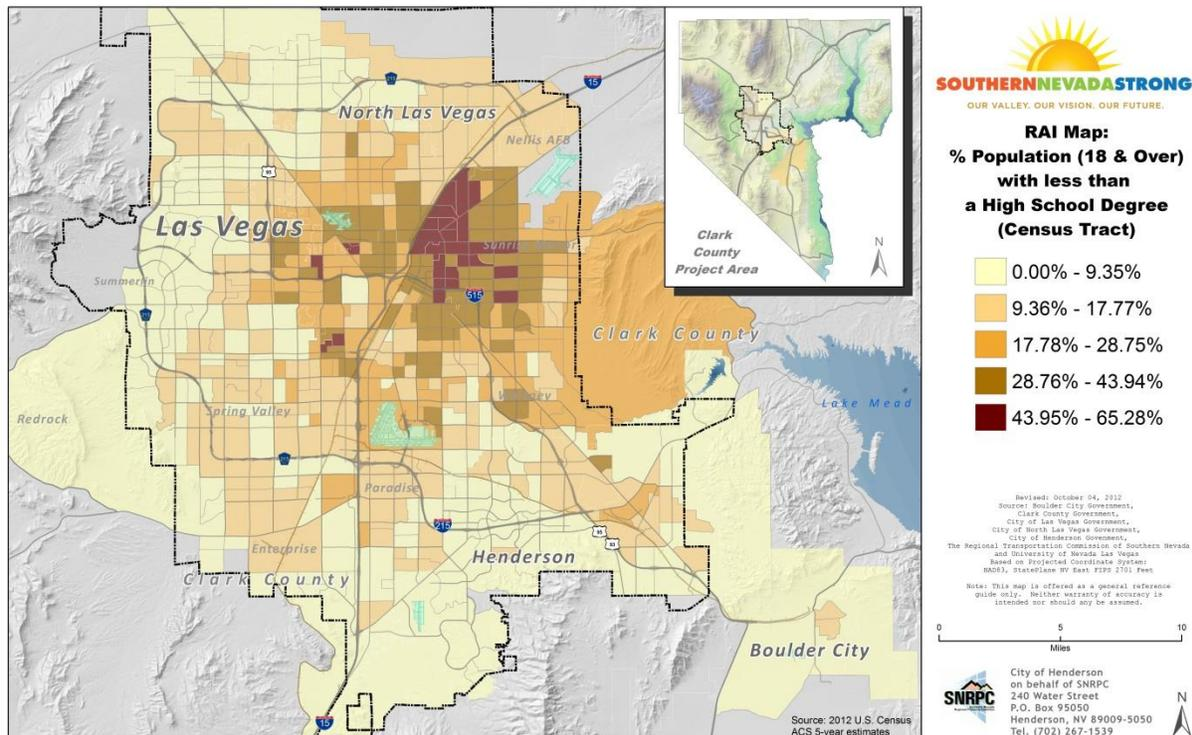 15
215
North Las Vegas
Nellis AFB
95
Las Vegas
Sunrise Manor
Summerlin
515
215
Clark County
Lake Mead
Redrock
Spring Valley
Whitney
215
Paradise
215
95
93
Enterprise
Henderson
Clark County
Boulder City
15
Source: 2012 U.S. Census
ACS 5-year estimates
Clark
County
Project Area
N
SOUTHERNNEVADASTRONG
OUR VALLEY. OUR VISION. OUR FUTURE.
RAI Map:
% Population (18 & Over)
with less than
a High School Degree
(Census Tract)
0.00% - 9.35%
9.36% - 17.77%
17.78% - 28.75%
28.76% - 43.94%
43.95% - 65.28%
Revised: October 04, 2012
Source: Boulder City Government,
Clark County Government,
City of Las Vegas Government,
City of North Las Vegas Government,
City of Henderson Govenment,
The Regional Transportation Commission of Southern Nevada
and University of Nevada Las Vegas
Based on Projected Coordinate System:
NAD83, StatePlane NV East FIPS 2701 Feet
Note: This map is offered as a general reference
guide only. Neither warranty of accuracy is
intended nor should any be assumed.
0 5 10
Miles
SNRPC
City of Henderson
on behalf of SNRPC
240 Water Street
P.O. Box 95050
Henderson, NV 89009-5050
Tel. (702) 267-1539
N